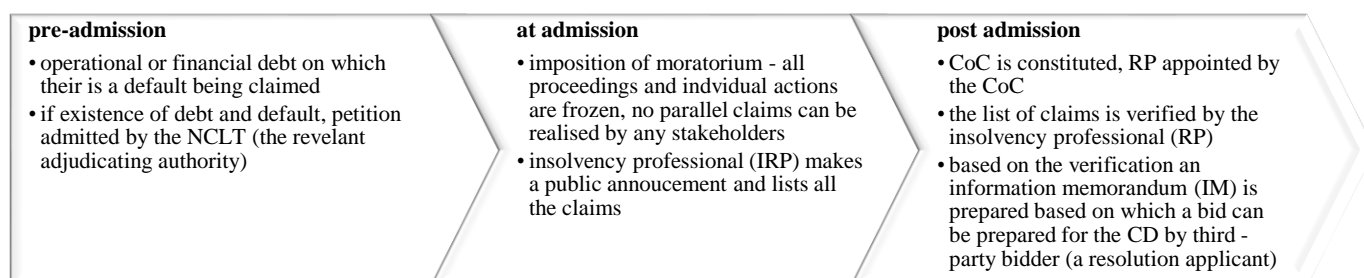 pre-admission
• operational or financial debt on which
their is a default being claimed
• if existence of debt and default, petition
admitted by the NCLT (the revelant
adjudicating authority)
at admission
• imposition of moratorium - all
proceedings and indvidual actions
are frozen, no parallel claims can be
realised by any stakeholders
• insolvency professional (IRP) makes
a public annoucement and lists all
the claims
post admission
• CoC is constituted, RP appointed by
the CoC
• the list of claims is verified by the
insolvency professional (RP)
• based on the verification an
information memorandum (IM) is
prepared based on which a bid can
be prepared for the CD by third -
party bidder (a resolution applicant)